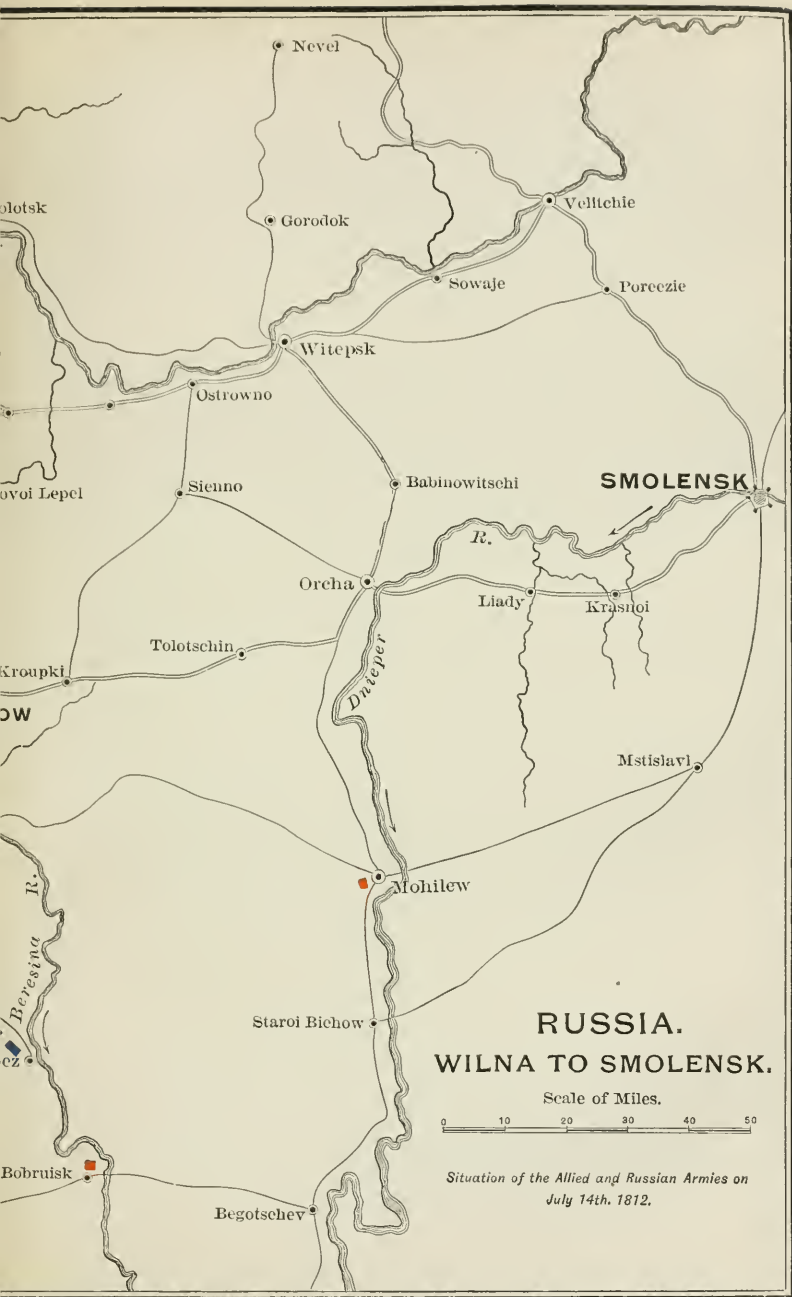 Nevel
olotsk
Velitchie
Gorodok
Sowaje
Poreczie
Witepsk
Ostrowno
Babinowitschi
SMOLENSK
Sienno
ovoi Lepel
R.
Orcha
Liady
Krasnoi
Tolotschin
Dnieper
Kroupki
OW
Mstislavl
R.
Mohilew
Beresina
Staroi Bichow
RUSSIA.
WILNA TO SMOLENSK.
ez
Scale of Miles.
0 10 20 30 40 50
Bobruisk
Situation of the Allied and Russian Armies on
July 14th. 1812.
Begotschev